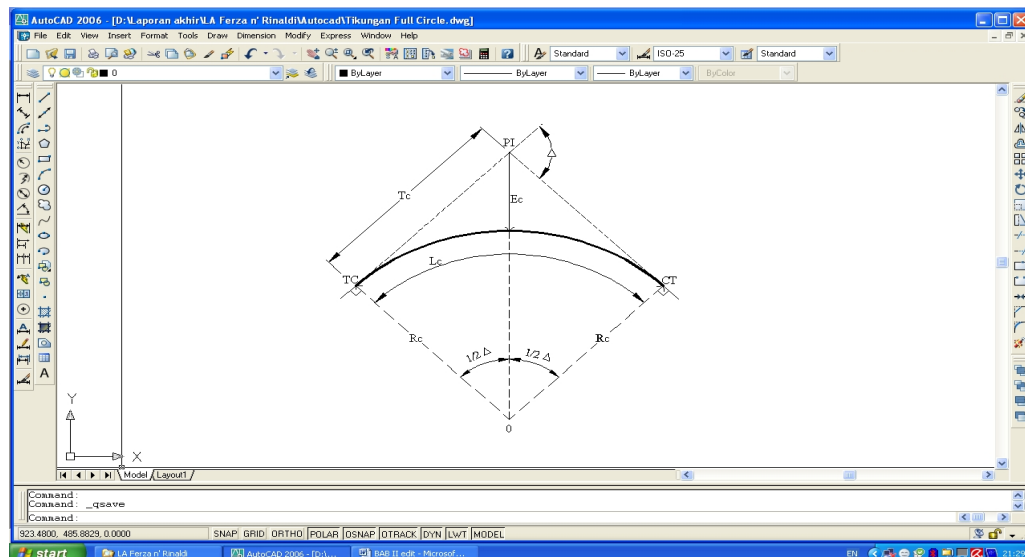 AutoCAD 2006 - [D:\Laporan akhir\LA Ferza n' Rinaldi\Autocad\Tikungan Full Circle.dwg]
File Edit View Insert Format Tools Draw Dimension Modify Express Window Help
Standard ISO-25 Standard
0 ByLayer ByLayer ByLayer ByColor
PI
Δ
Tc
Ec
Lc
TC CT
Rc Rc
1/2 Δ 1/2 Δ
0
Y
X
Model Layout1
Command:
Command: _qsave
Command:
923.4800, 485.8829, 0.0000 SNAP GRID ORTHO POLAR OSNAP OTRACK DYN LWT MODEL
start LA Ferza n' Rinaldi AutoCAD 2006 - [D:\... BAB II edit - Microsof... EN 21:29